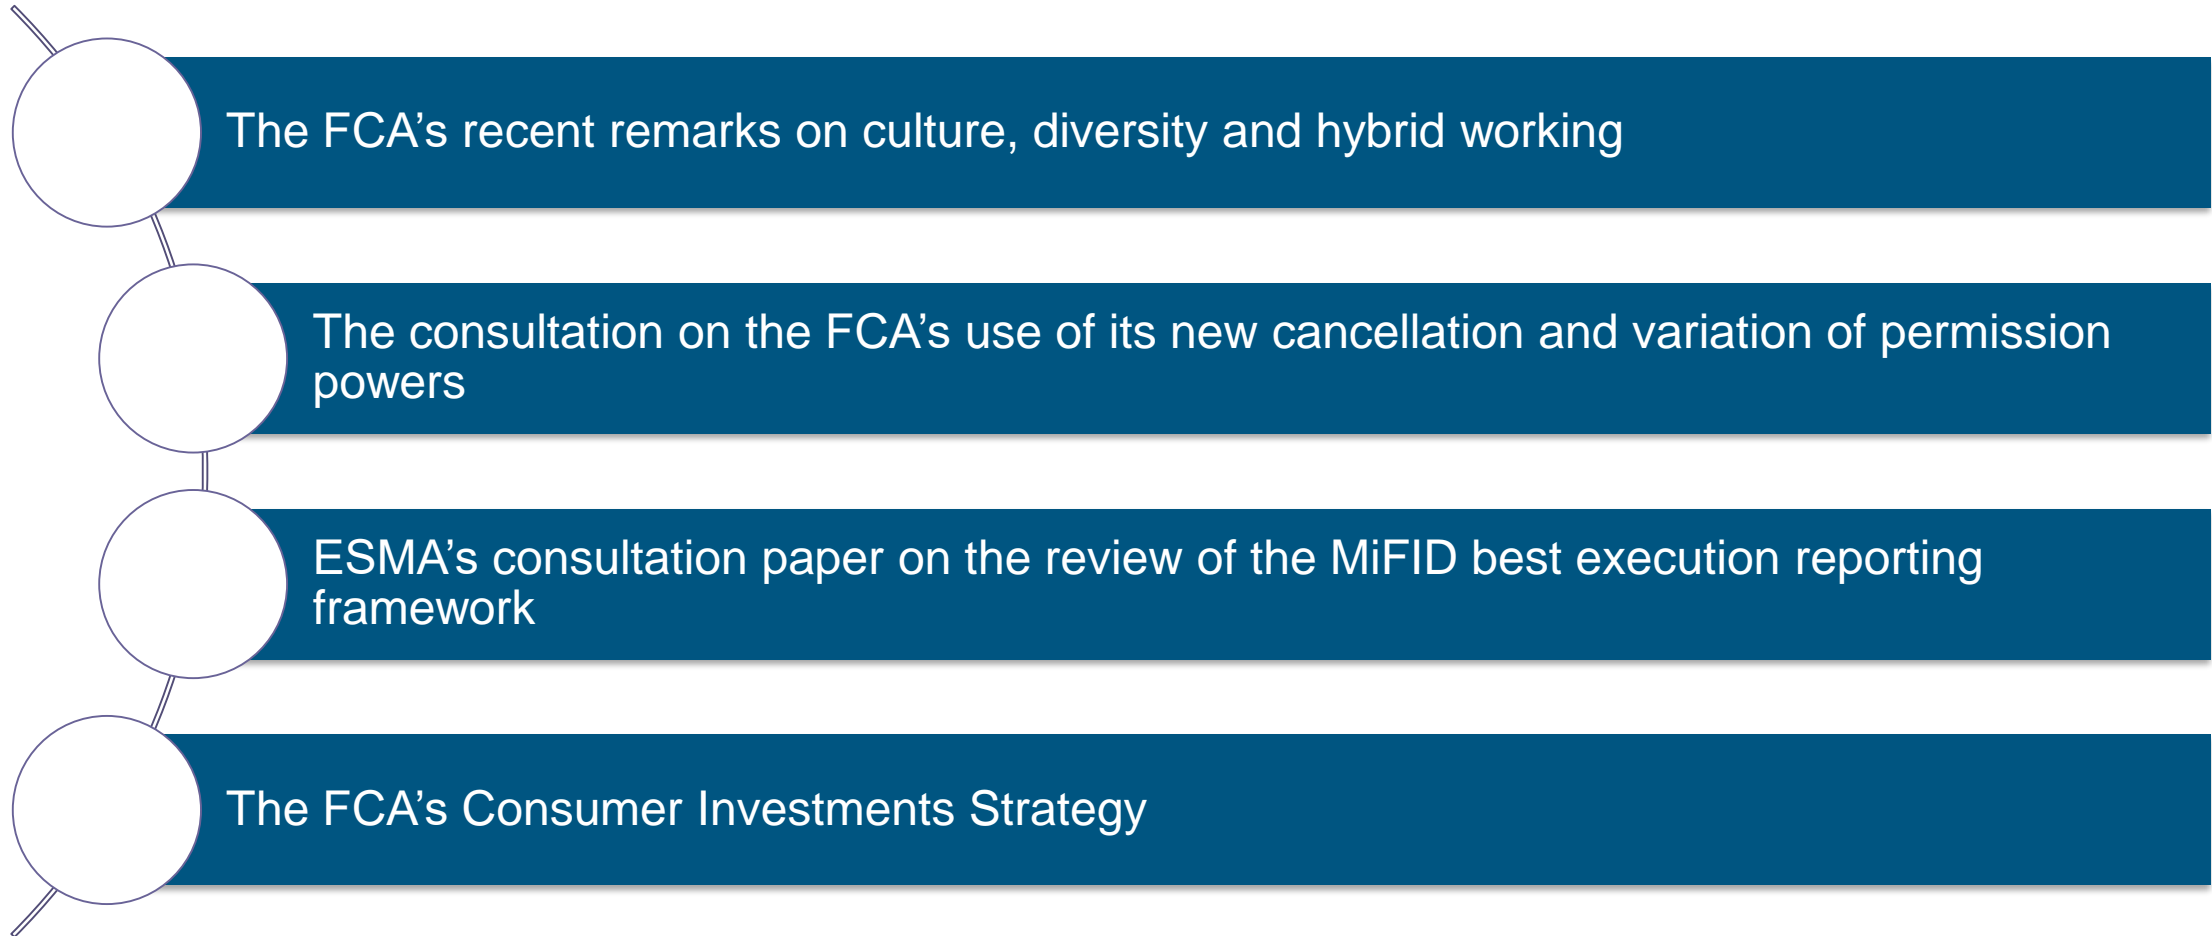 The FCA’s recent remarks on culture, diversity and hybrid working
The consultation on the FCA’s use of its new cancellation and variation of permission
powers
ESMA’s consultation paper on the review of the MiFID best execution reporting
framework
The FCA’s Consumer Investments Strategy